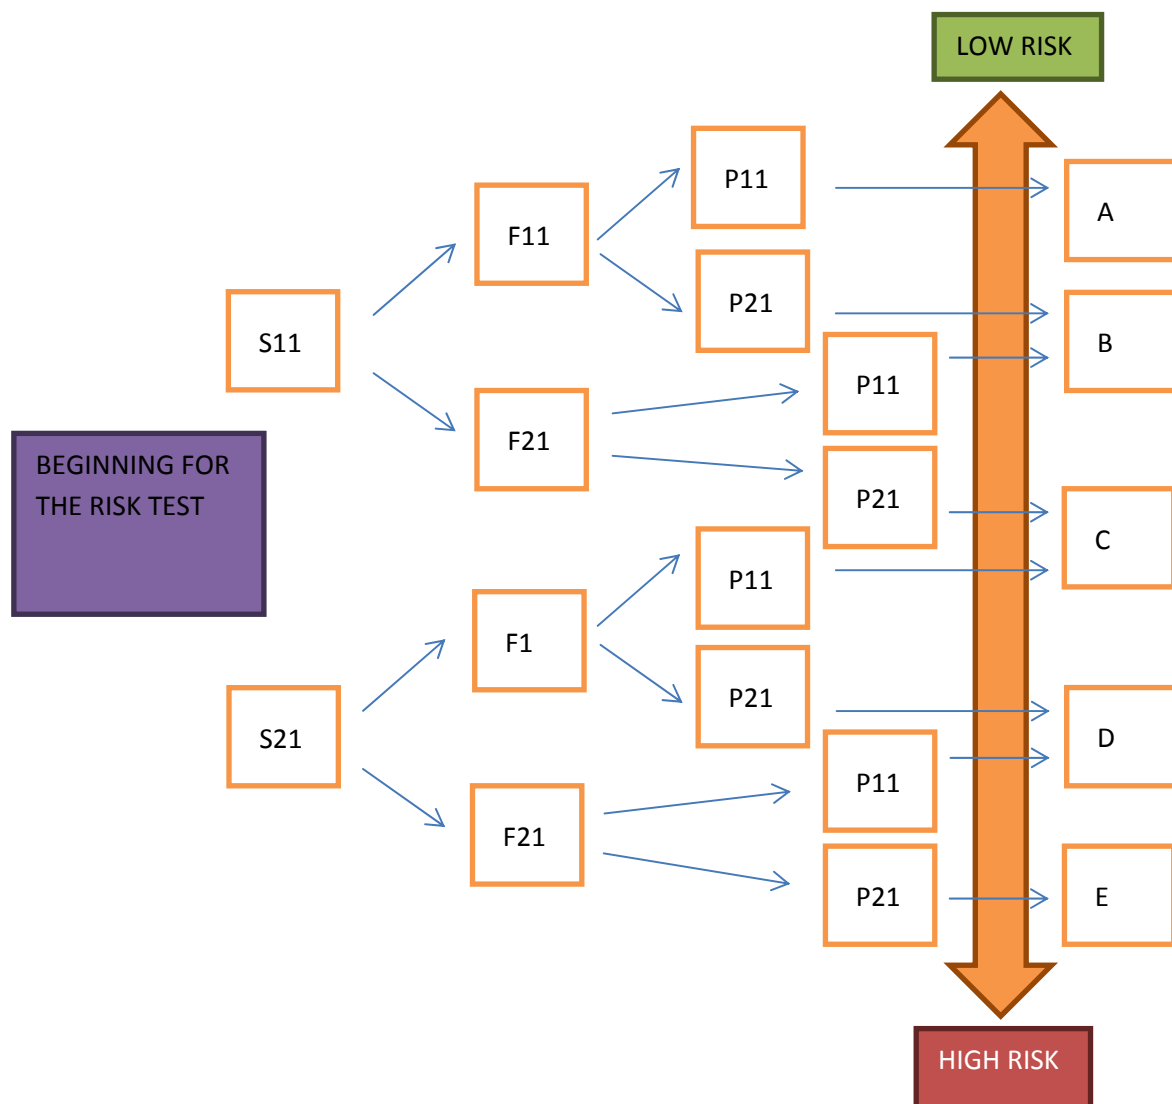 LOW RISK
P11
A
F11
P21
B
S11
P11
F21
BEGINNING FOR
THE RISK TEST
P21
C
P11
F1
P21
S21
D
P11
F21
P21
E
HIGH RISK